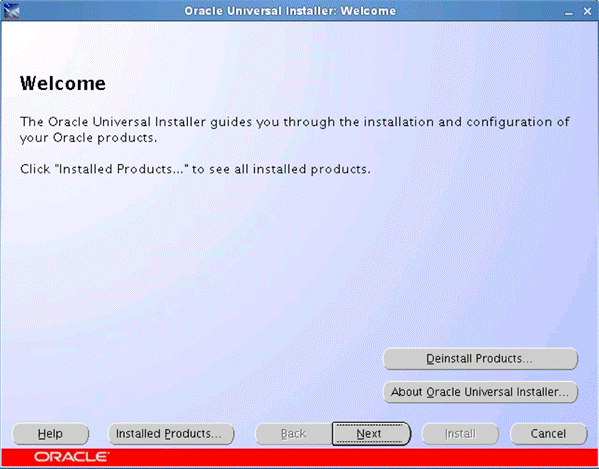 Oracle Universal Installer: Welcome
Welcome
The Oracle Universal Installer guides you through the installation and configuration of
your Oracle products.
Click "Installed Products..." to see all installed products.
Deinstall Products...
About Oracle Universal Installer...
Help
Installed Products...
Back
Next
Install
Cancel
ORACLE